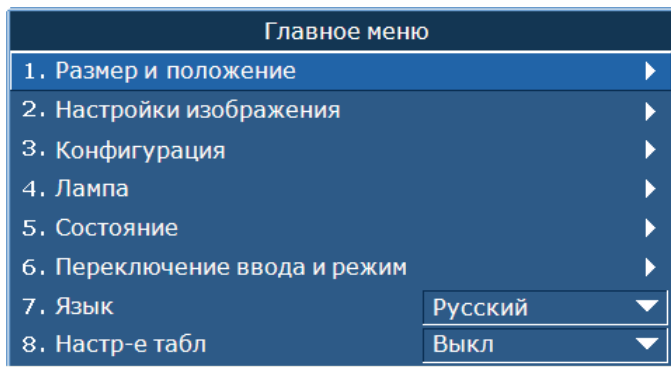 Главное меню
1. Размер и положение
2. Настройки изображения
3. Конфигурация
4. Лампа
5. Состояние
6. Переключение ввода и режим
7. Язык Русский
8. Настр-е табл Выкл